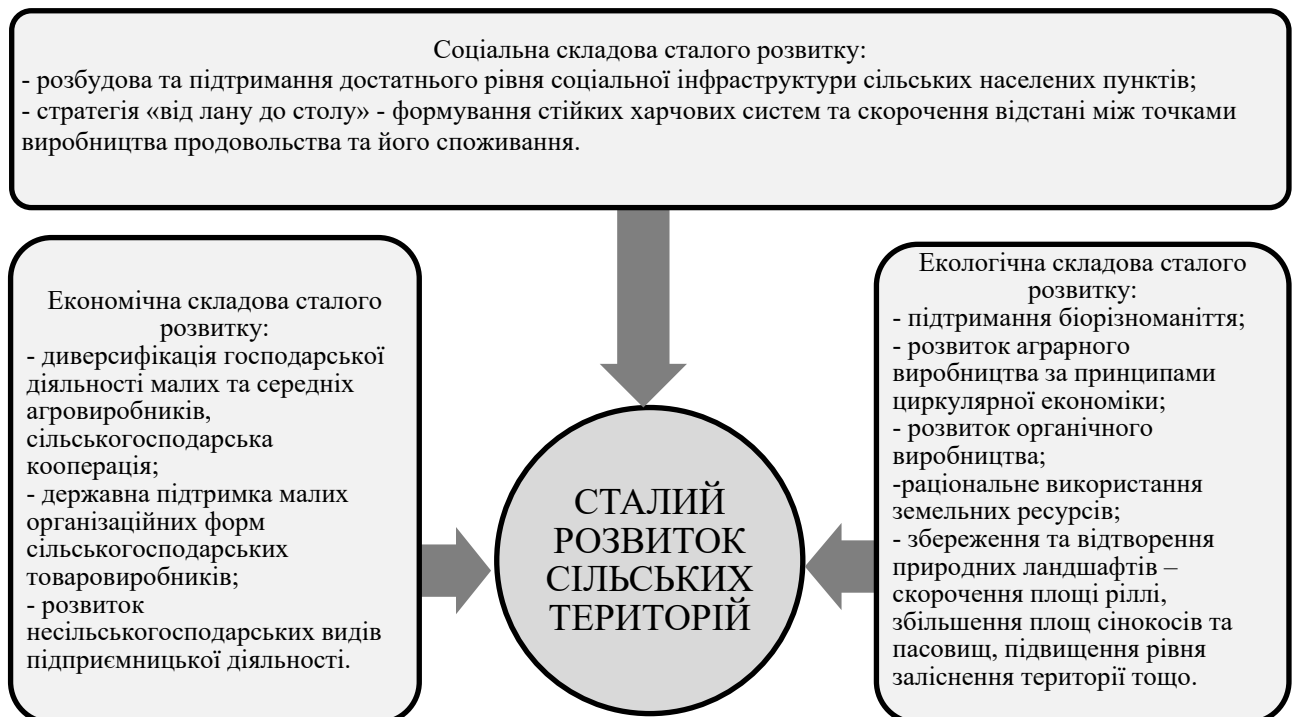 Соціальна складова сталого розвитку:
- розбудова та підтримання достатнього рівня соціальної інфраструктури сільських населених пунктів;
- стратегія «від лану до столу» - формування стійких харчових систем та скорочення відстані між точками
виробництва продовольства та його споживання.
Економічна складова сталого
розвитку:
- диверсифікація господарської
діяльності малих та середніх
агровиробників,
сільськогосподарська
кооперація;
- державна підтримка малих
організаційних форм
сільськогосподарських
товаровиробників;
- розвиток
несільськогосподарських видів
підприємницької діяльності.
СТАЛИЙ
РОЗВИТОК
СІЛЬСЬКИХ
ТЕРИТОРІЙ
Екологічна складова сталого
розвитку:
- підтримання біорізноманіття;
- розвиток аграрного
виробництва за принципами
циркулярної економіки;
- розвиток органічного
виробництва;
-раціональне використання
земельних ресурсів;
- збереження та відтворення
природних ландшафтів –
скорочення площі ріллі,
збільшення площ сінокосів та
пасовищ, підвищення рівня
заліснення території тощо.